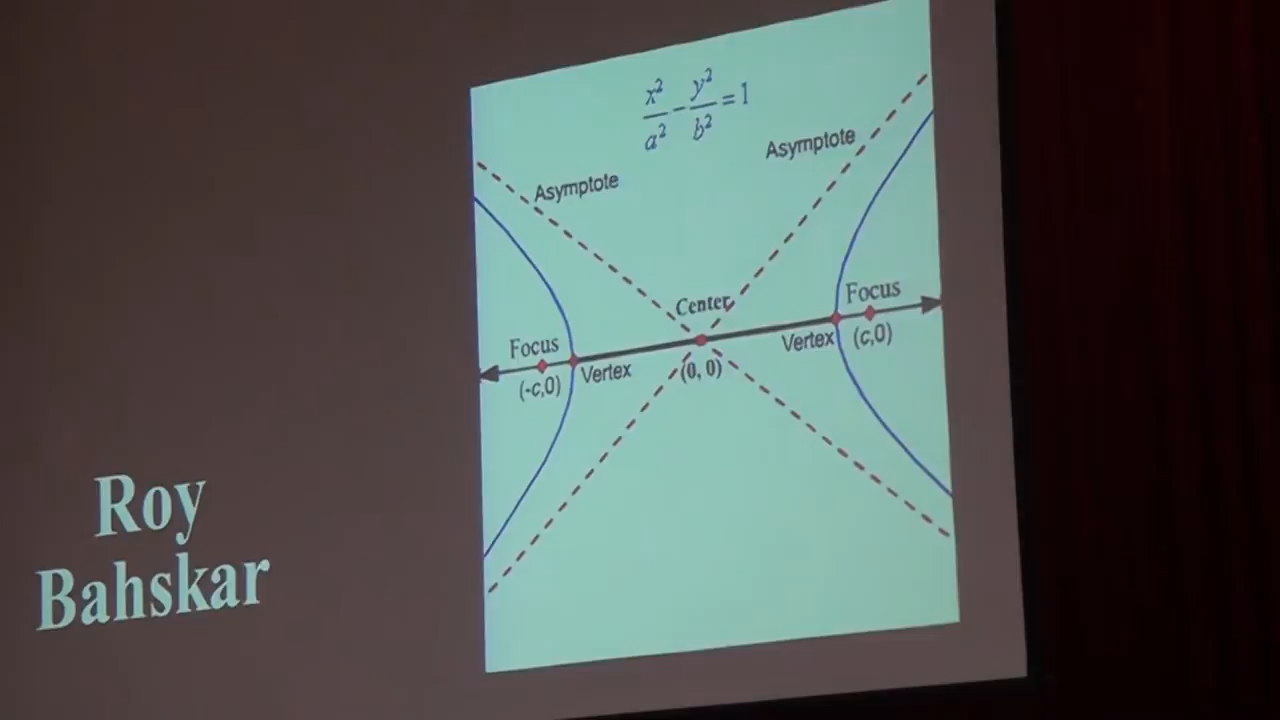 x²/a² - y²/b² = 1
Asymptote
Asymptote
Center
Focus
Focus
(-c,0)
Vertex
(0, 0)
Vertex
(c,0)
Roy
Bahskar